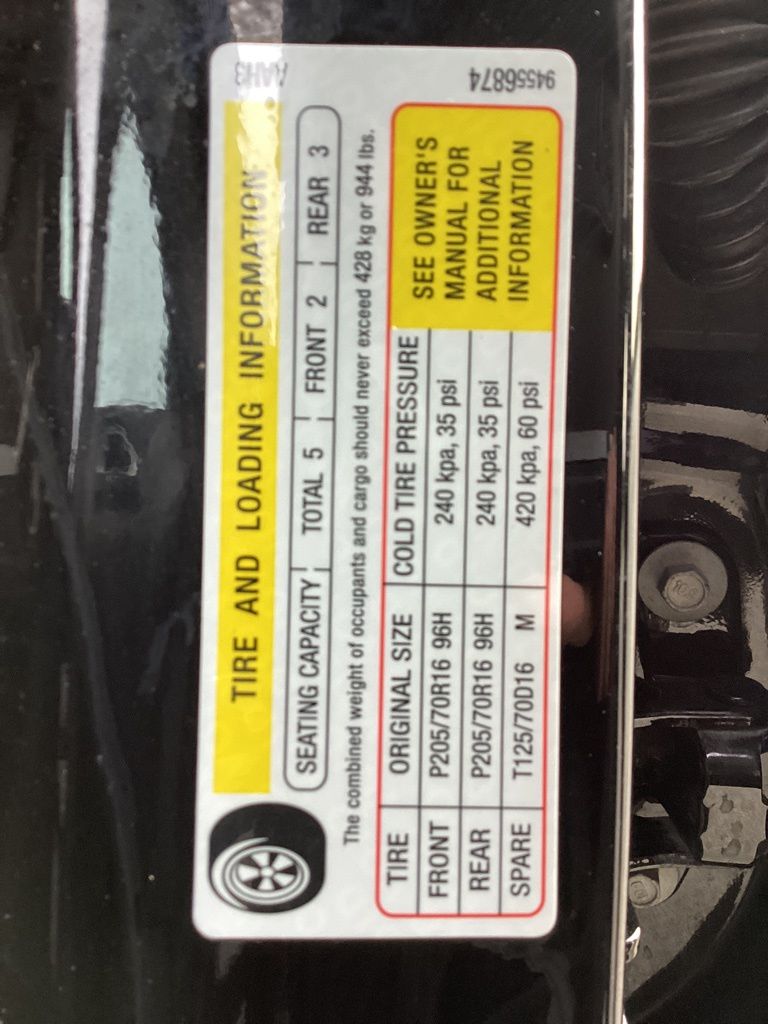 TIRE AND LOADING INFORMATION
SEATING CAPACITY TOTAL 5 FRONT 2 REAR 3
The combined weight of occupants and cargo should never exceed 428 kg or 944 lbs.
TIRE ORIGINAL SIZE COLD TIRE PRESSURE
FRONT P205/70R16 96H 240 kpa, 35 psi
REAR P205/70R16 96H 240 kpa, 35 psi
SPARE T125/70D16 M 420 kpa, 60 psi
SEE OWNER'S
MANUAL FOR
ADDITIONAL
INFORMATION
AAH3
94556874